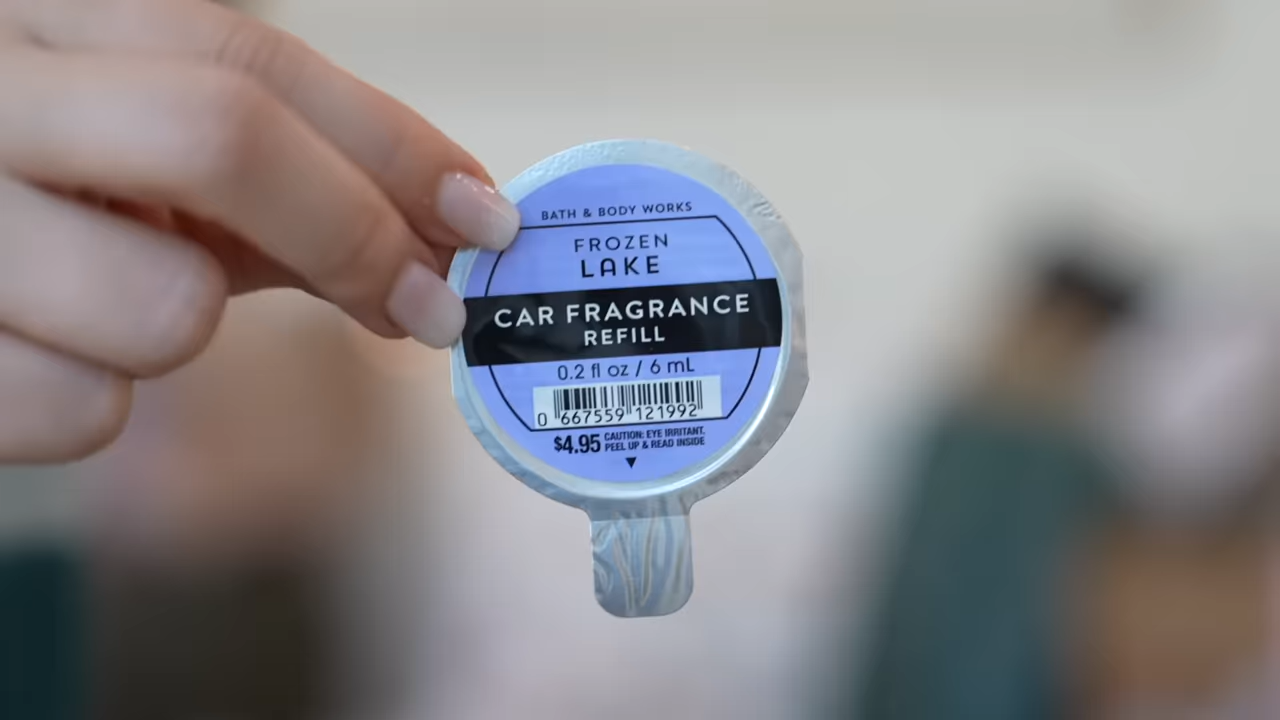 BATH & BODY WORKS
FROZEN
LAKE
CAR FRAGRANCE
REFILL
0.2 fl oz / 6 mL
0 667559 121992
$4.95 CAUTION: EYE IRRITANT.
PEEL UP & READ INSIDE